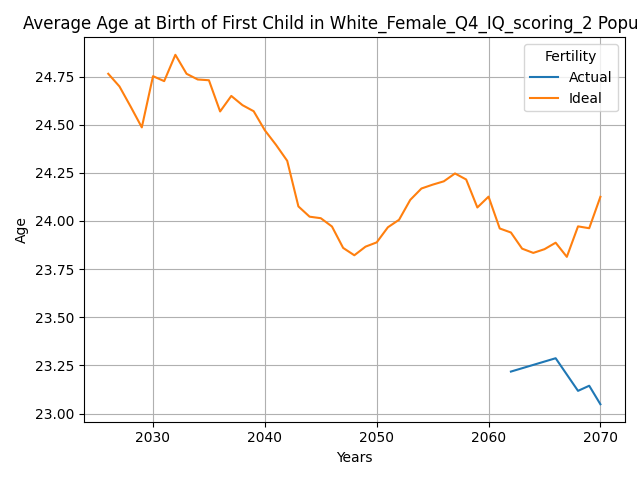 Average Age at Birth of First Child in White_Female_Q4_IQ_scoring_2 Popu
Fertility
Actual
Ideal
24.75
24.50
24.25
24.00
23.75
23.50
23.25
23.00
Age
2030 2040 2050 2060 2070
Years